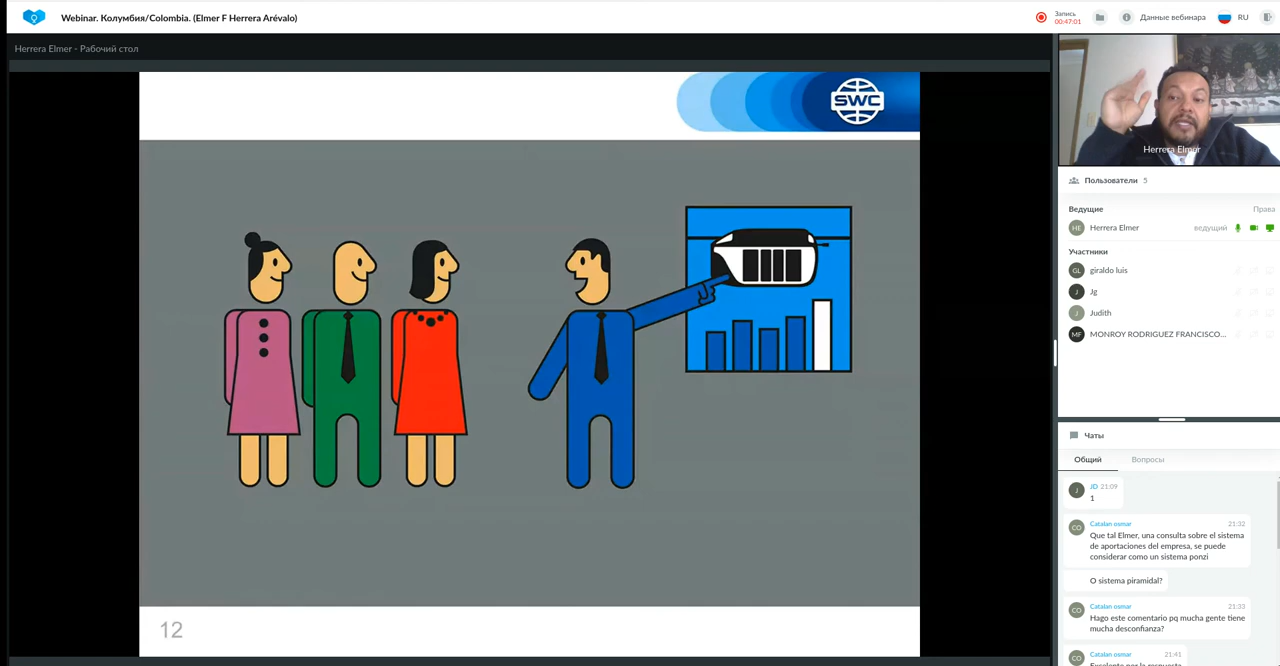 Webinar. Колумбия/Colombia. (Elmer F Herrera Arévalo)
Запись
00:47:01
Данные вебинара
RU
Herrera Elmer - Рабочий стол
SWC
12
Herrera Elmer
Пользователи 5
Ведущие Права
HE Herrera Elmer ведущий
Участники
GL giraldo luis
J Jg
J Judith
MF MONROY RODRIGUEZ FRANCISCO...
Чаты
Общий Вопросы
J JD 21:09
1
CO Catalan osmar 21:32
Que tal Elmer, una consulta sobre el sistema
de aportaciones del empresa, se puede
considerar como un sistema ponzi
O sistema piramidal?
CO Catalan osmar 21:33
Hago este comentario pq mucha gente tiene
mucha desconfianza?
CO Catalan osmar 21:41
Excelente por la respuesta